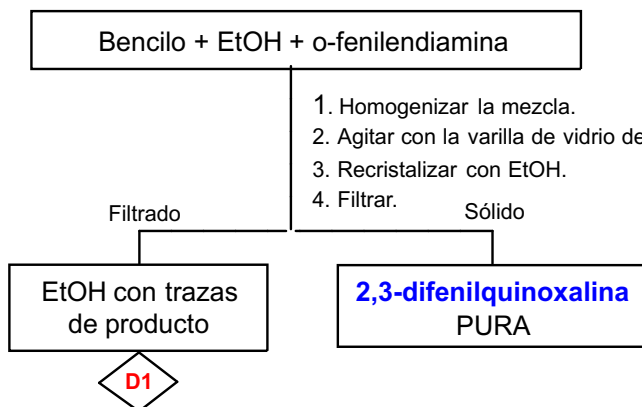 Bencilo + EtOH + o-fenilendiamina
1. Homogenizar la mezcla.
2. Agitar con la varilla de vidrio de
3. Recristalizar con EtOH.
4. Filtrar.
Filtrado
Sólido
EtOH con trazas
de producto
2,3-difenilquinoxalina
PURA
D1